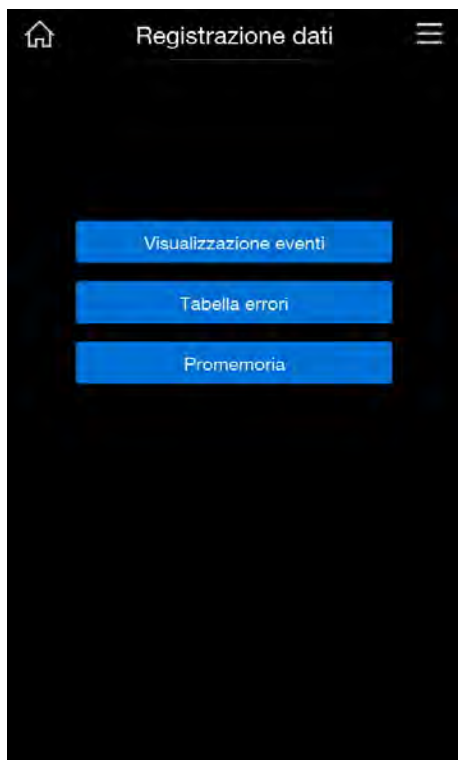 Registrazione dati
Visualizzazione eventi
Tabella errori
Promemoria